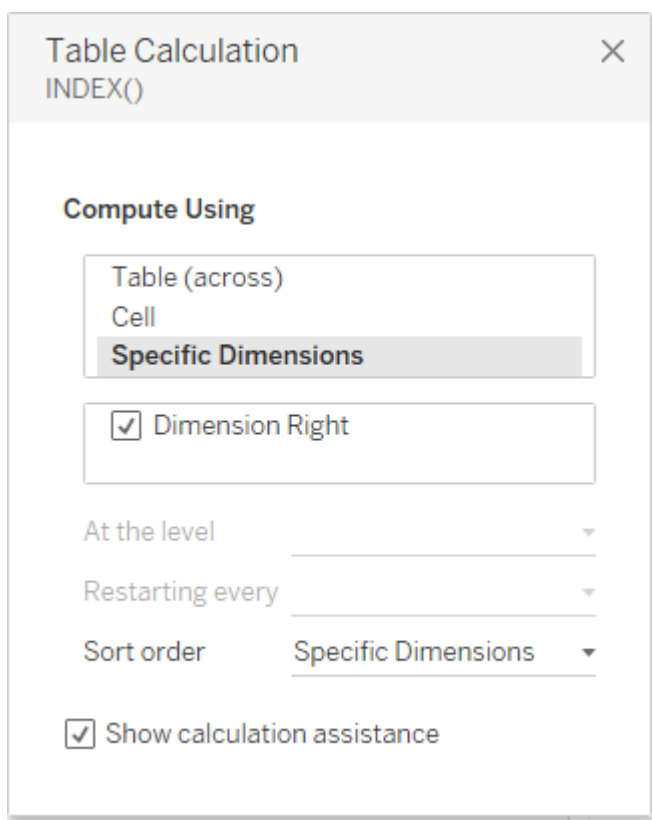 Table Calculation
INDEX()
Compute Using
Table (across)
Cell
Specific Dimensions
Dimension Right
At the level
Restarting every
Sort order Specific Dimensions
Show calculation assistance